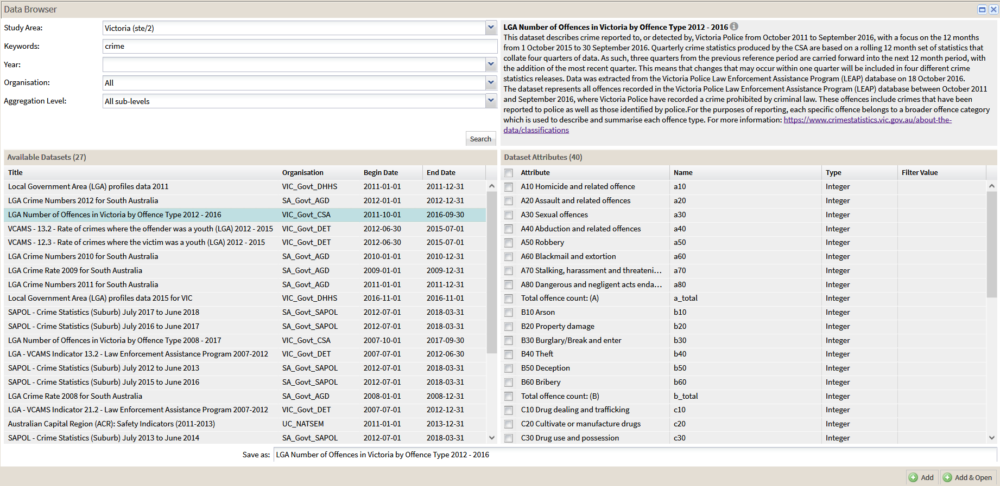 Data Browser
Study Area:
Victoria (ste/2)
Keywords:
crime
Year:
Organisation:
All
Aggregation Level:
All sub-levels
Search
LGA Number of Offences in Victoria by Offence Type 2012 - 2016
This dataset describes crime reported to, or detected by, Victoria Police from October 2011 to September 2016, with a focus on the 12 months
from 1 October 2015 to 30 September 2016. Quarterly crime statistics produced by the CSA are based on a rolling 12 month set of statistics that
collate four quarters of data. As such, three quarters from the previous reference period are carried forward into the next 12 month period, with
the addition of the most recent quarter. This means that changes that may occur within one quarter will be included in four different crime
statistics releases. Data was extracted from the Victoria Police Law Enforcement Assistance Program (LEAP) database on 18 October 2016.
The dataset represents all offences recorded in the Victoria Police Law Enforcement Assistance Program (LEAP) database between October 2011
and September 2016, where Victoria Police have recorded a crime prohibited by criminal law. These offences include crimes that have been
reported to police as well as those identified by police.For the purposes of reporting, each specific offence belongs to a broader offence category
which is used to describe and summarise each offence type. For more information: https://www.crimestatistics.vic.gov.au/about-the-
data/classifications
Available Datasets (27)
Title Organisation Begin Date End Date
Local Government Area (LGA) profiles data 2011 VIC_Govt_DHHS 2011-01-01 2011-12-31
LGA Crime Numbers 2012 for South Australia SA_Govt_AGD 2012-01-01 2012-12-31
LGA Number of Offences in Victoria by Offence Type 2012 - 2016 VIC_Govt_CSA 2011-10-01 2016-09-30
VCAMS - 13.2 - Rate of crimes where the offender was a youth (LGA) 2012 - 2015 VIC_Govt_DET 2012-06-30 2015-07-01
VCAMS - 12.3 - Rate of crimes where the victim was a youth (LGA) 2012 - 2015 VIC_Govt_DET 2012-06-30 2015-07-01
LGA Crime Numbers 2010 for South Australia SA_Govt_AGD 2010-01-01 2010-12-31
LGA Crime Rate 2009 for South Australia SA_Govt_AGD 2009-01-01 2009-12-31
LGA Crime Numbers 2011 for South Australia SA_Govt_AGD 2011-01-01 2011-12-31
Local Government Area (LGA) profiles data 2015 for VIC VIC_Govt_DHHS 2016-11-01 2016-11-01
SAPOL - Crime Statistics (Suburb) July 2017 to June 2018 SA_Govt_SAPOL 2012-07-01 2018-03-31
SAPOL - Crime Statistics (Suburb) July 2016 to June 2017 SA_Govt_SAPOL 2012-07-01 2018-03-31
LGA Number of Offences in Victoria by Offence Type 2008 - 2017 VIC_Govt_CSA 2007-10-01 2017-09-30
LGA - VCAMS Indicator 13.2 - Law Enforcement Assistance Program 2007-2012 VIC_Govt_DET 2007-07-01 2012-06-30
SAPOL - Crime Statistics (Suburb) July 2012 to June 2013 SA_Govt_SAPOL 2012-07-01 2018-03-31
SAPOL - Crime Statistics (Suburb) July 2015 to June 2016 SA_Govt_SAPOL 2012-07-01 2018-03-31
LGA Crime Rate 2008 for South Australia SA_Govt_AGD 2008-01-01 2008-12-31
LGA - VCAMS Indicator 21.2 - Law Enforcement Assistance Program 2007-2012 VIC_Govt_DET 2007-07-01 2012-12-31
Australian Capital Region (ACR): Safety Indicators (2011-2013) UC_NATSEM 2011-01-01 2013-12-31
SAPOL - Crime Statistics (Suburb) July 2013 to June 2014 SA_Govt_SAPOL 2012-07-01 2018-03-31
Dataset Attributes (40)
Attribute Name Type Filter Value
A10 Homicide and related offence a10 Integer
A20 Assault and related offences a20 Integer
A30 Sexual offences a30 Integer
A40 Abduction and related offences a40 Integer
A50 Robbery a50 Integer
A60 Blackmail and extortion a60 Integer
A70 Stalking, harassment and threateni... a70 Integer
A80 Dangerous and negligent acts enda... a80 Integer
Total offence count: (A) a_total Integer
B10 Arson b10 Integer
B20 Property damage b20 Integer
B30 Burglary/Break and enter b30 Integer
B40 Theft b40 Integer
B50 Deception b50 Integer
B60 Bribery b60 Integer
Total offence count: (B) b_total Integer
C10 Drug dealing and trafficking c10 Integer
C20 Cultivate or manufacture drugs c20 Integer
C30 Drug use and possession c30 Integer
Save as: LGA Number of Offences in Victoria by Offence Type 2012 - 2016
Add Add & Open